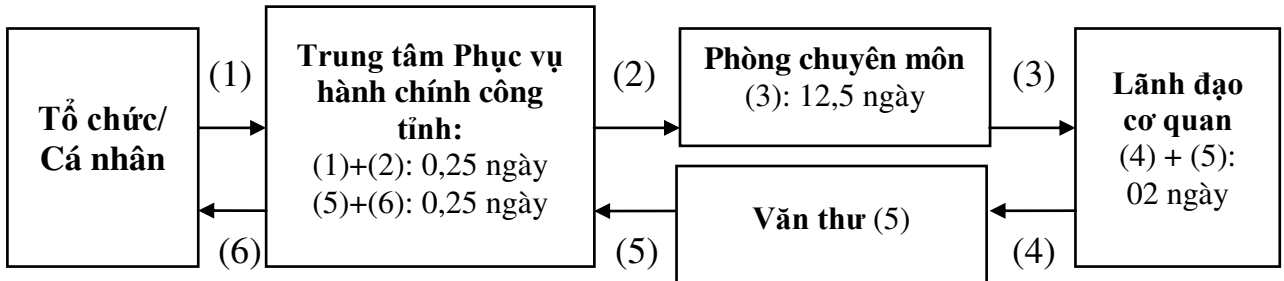 Tổ chức/
Cá nhân
(1)
Trung tâm Phục vụ
hành chính công
tỉnh:
(1)+(2): 0,25 ngày
(5)+(6): 0,25 ngày
(2)
Phòng chuyên môn
(3): 12,5 ngày
(3)
Lãnh đạo
cơ quan
(4) + (5):
02 ngày
(4)
Văn thư (5)
(5)
(6)